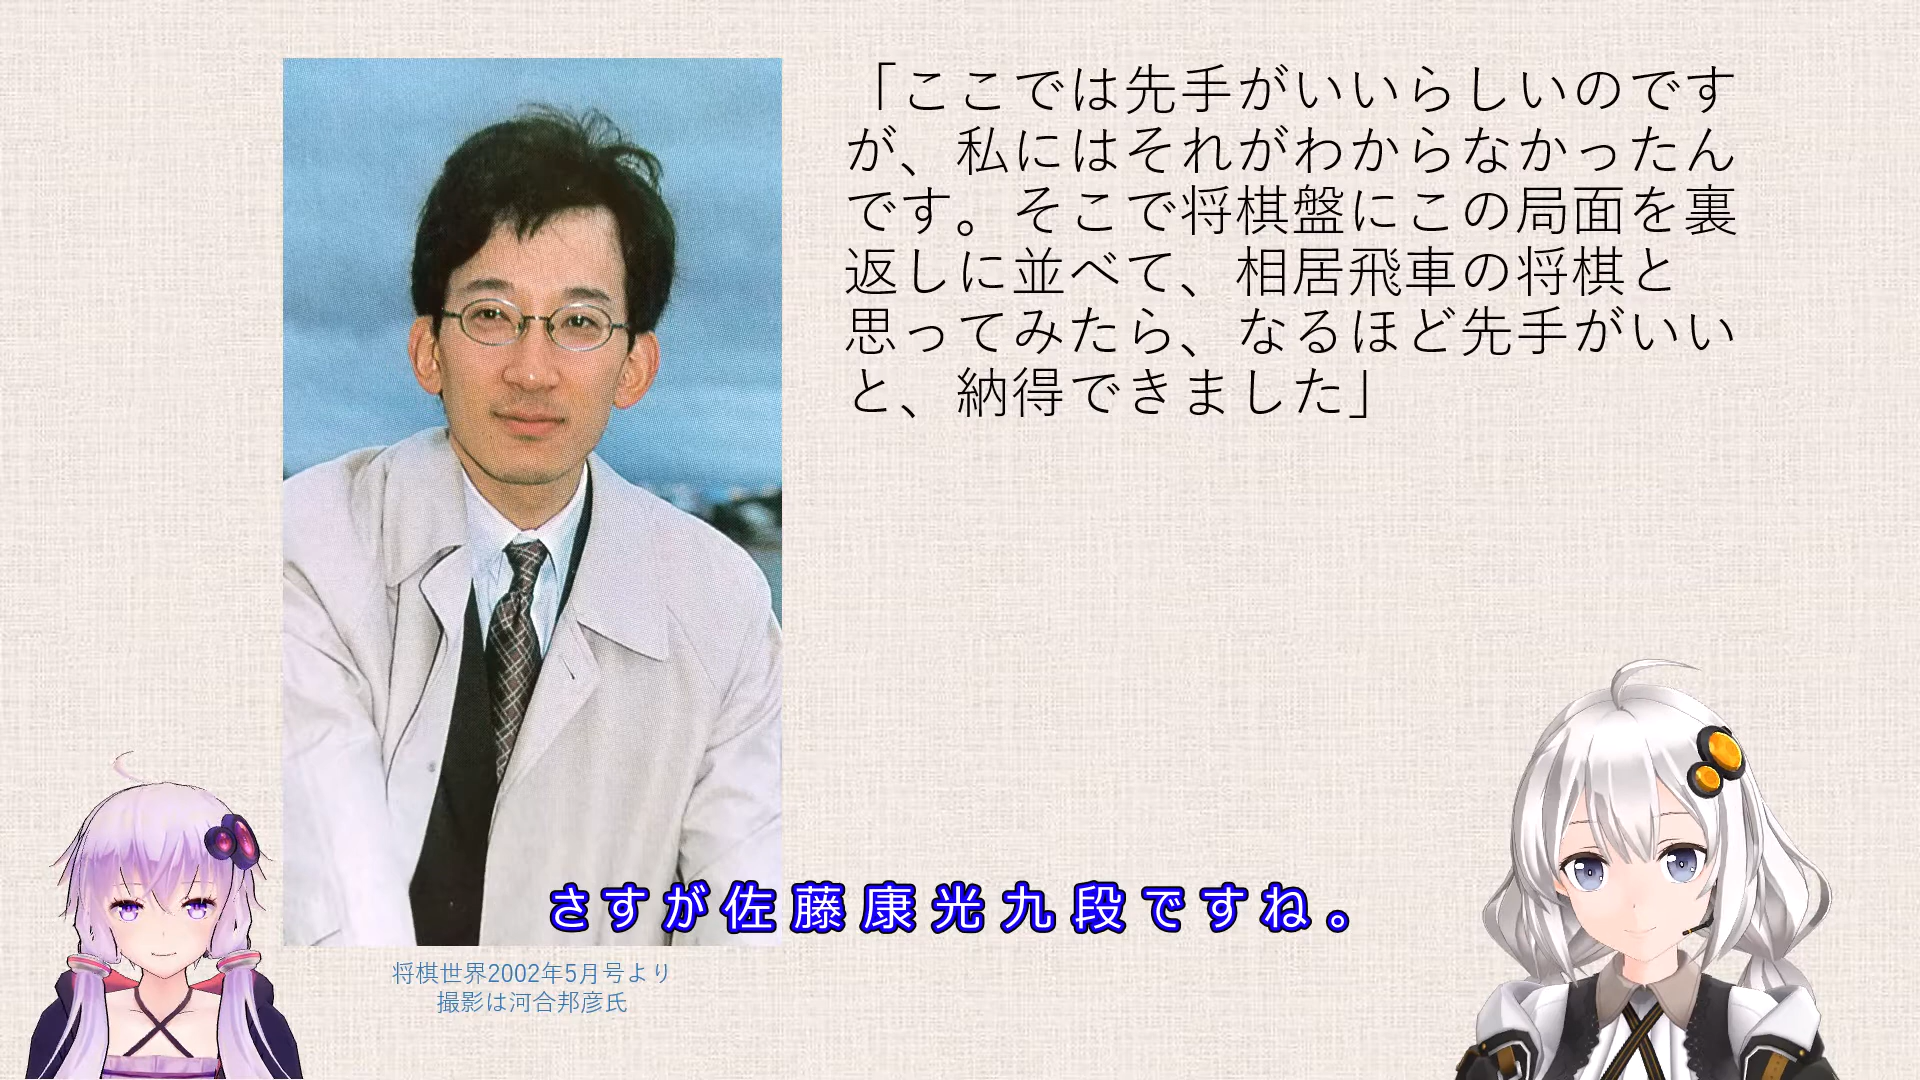 「ここでは先手がいいらしいのです
が、私にはそれがわからなかったん
です。そこで将棋盤にこの局面を裏
返しに並べて、相居飛車の将棋と
思ってみたら、なるほど先手がいい
と、納得できました」
さすが佐藤康光九段ですね。
将棋世界2002年5月号より
撮影は河合邦彦氏